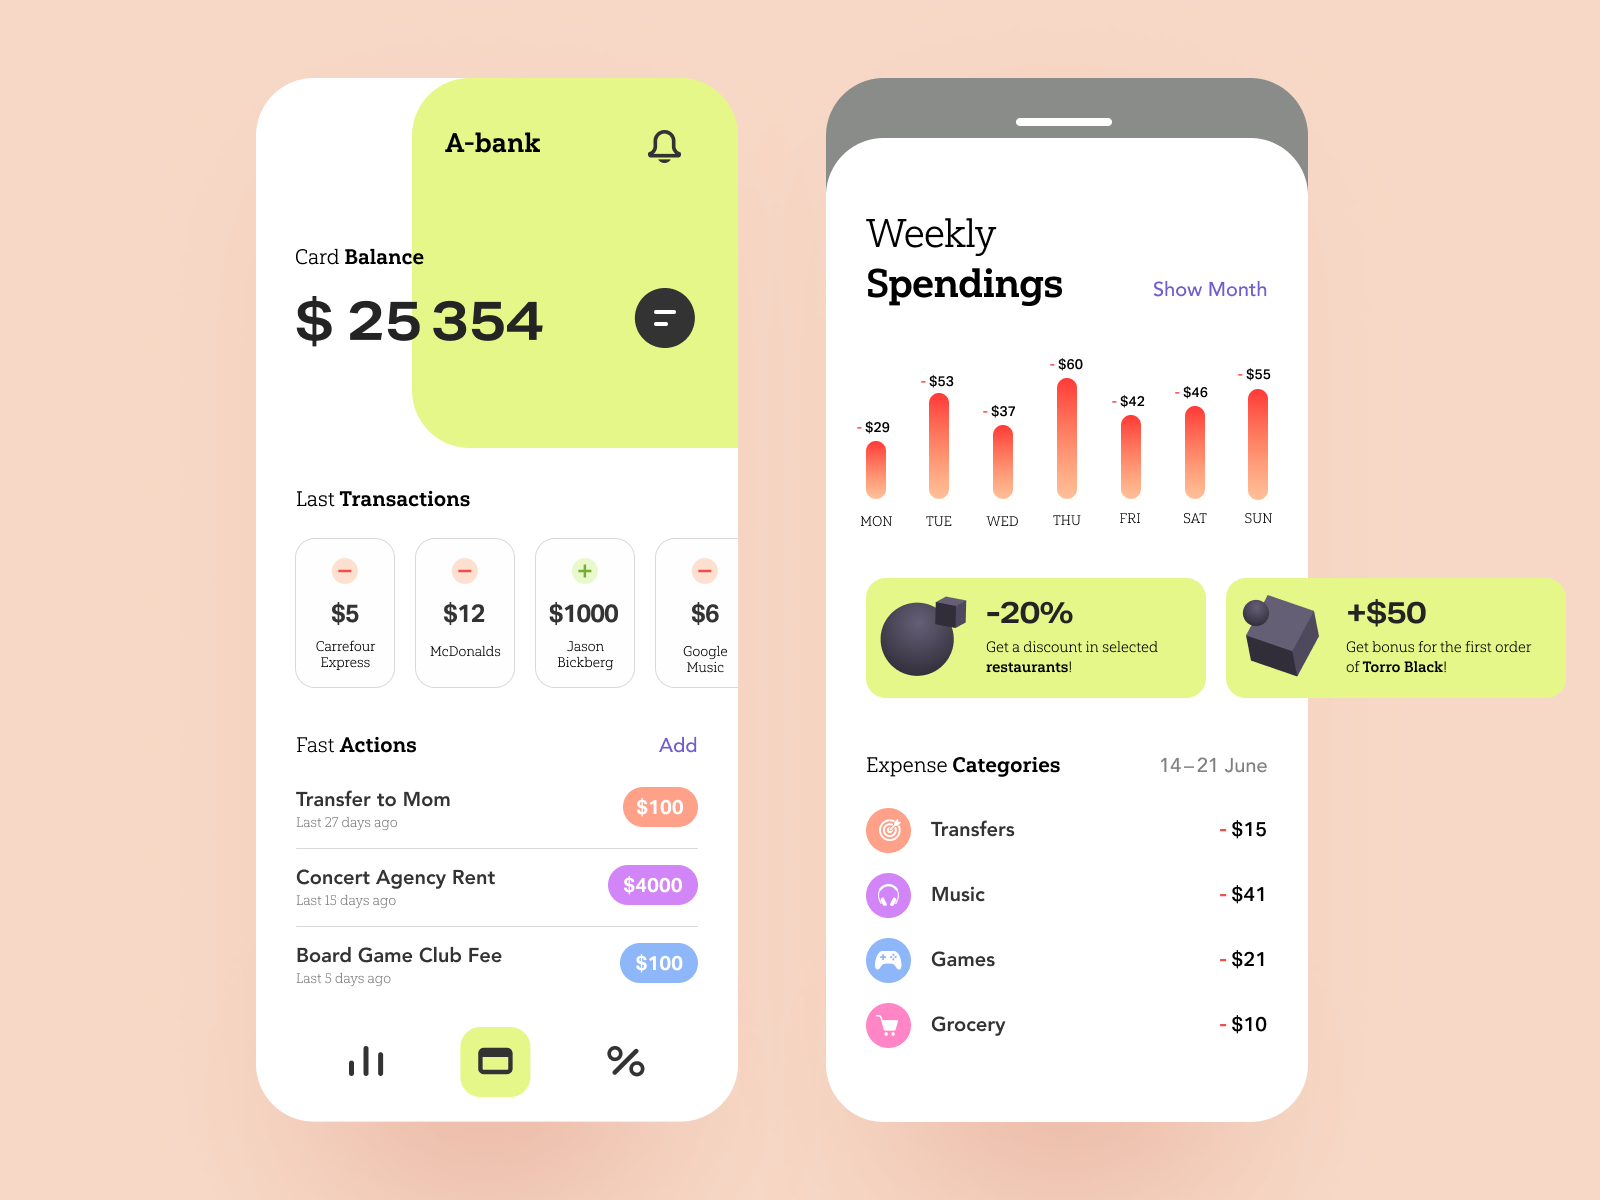 A-bank
Card Balance
$ 25 354
Last Transactions
$5
Carrefour
Express
$12
McDonalds
$1000
Jason
Bickberg
$6
Google
Music
Fast Actions
Add
Transfer to Mom
Last 27 days ago
$100
Concert Agency Rent
Last 15 days ago
$4000
Board Game Club Fee
Last 5 days ago
$100
Weekly
Spendings
Show Month
- $29
- $53
- $37
- $60
- $42
- $46
- $55
MON
TUE
WED
THU
FRI
SAT
SUN
-20%
Get a discount in selected
restaurants!
+$50
Get bonus for the first order
of Torro Black!
Expense Categories
14–21 June
Transfers
- $15
Music
- $41
Games
- $21
Grocery
- $10